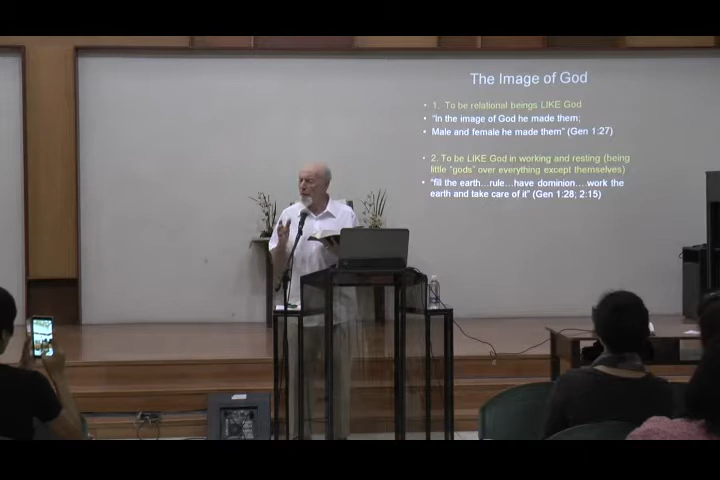 The Image of God
• 1. To be relational beings LIKE God
• "In the image of God he made them;
• Male and female he made them" (Gen 1:27)
• 2. To be LIKE God in working and resting (being
little "gods" over everything except themselves)
• "fill the earth…rule…have dominion….work the
earth and take care of it" (Gen 1:28; 2:15)